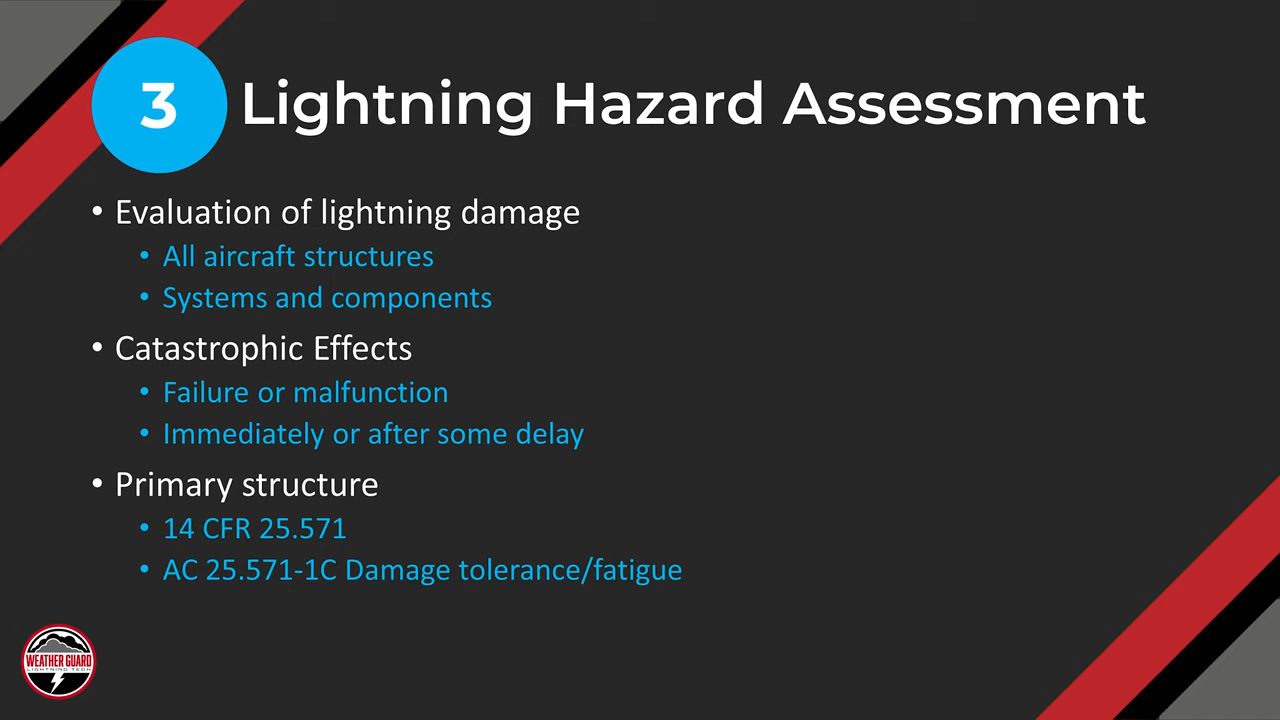 3 Lightning Hazard Assessment
• Evaluation of lightning damage
• All aircraft structures
• Systems and components
• Catastrophic Effects
• Failure or malfunction
• Immediately or after some delay
• Primary structure
• 14 CFR 25.571
• AC 25.571-1C Damage tolerance/fatigue
WEATHER GUARD
LIGHTNING TECH